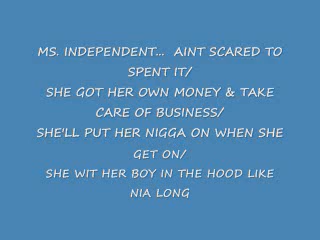 MS. INDEPENDENT... AINT SCARED TO
SPENT IT/
SHE GOT HER OWN MONEY & TAKE
CARE OF BUSINESS/
SHE'LL PUT HER NIGGA ON WHEN SHE
GET ON/
SHE WIT HER BOY IN THE HOOD LIKE
NIA LONG